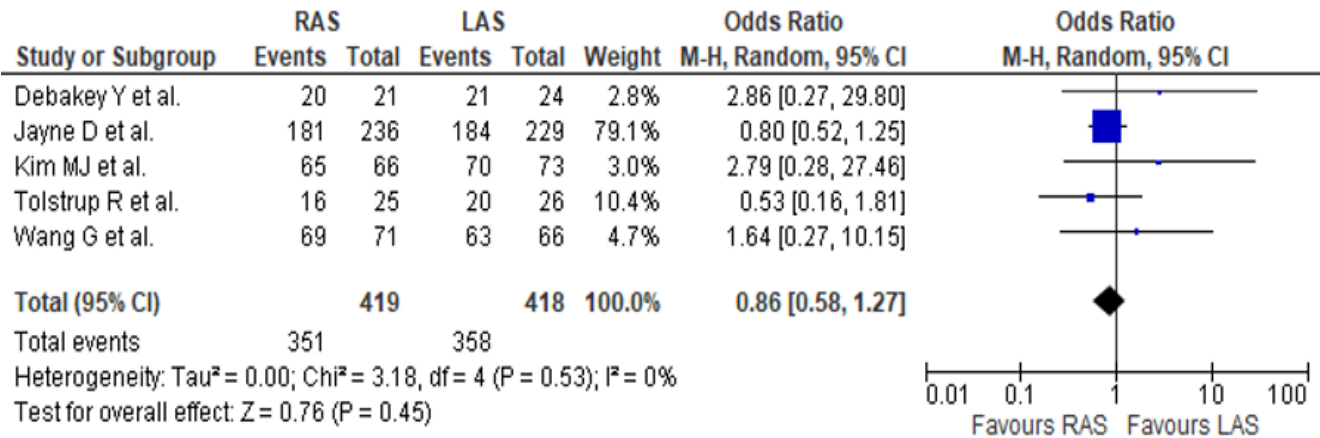 RAS LAS Odds Ratio Odds Ratio
Study or Subgroup Events Total Events Total Weight M-H, Random, 95% CI M-H, Random, 95% CI
Debakey Y et al. 20 21 21 24 2.8% 2.86 [0.27, 29.80]
Jayne D et al. 181 236 184 229 79.1% 0.80 [0.52, 1.25]
Kim MJ et al. 65 66 70 73 3.0% 2.79 [0.28, 27.46]
Tolstrup R et al. 16 25 20 26 10.4% 0.53 [0.16, 1.81]
Wang G et al. 69 71 63 66 4.7% 1.64 [0.27, 10.15]
Total (95% CI) 419 418 100.0% 0.86 [0.58, 1.27]
Total events 351 358
Heterogeneity: Tau² = 0.00; Chi² = 3.18, df = 4 (P = 0.53); I² = 0%
Test for overall effect: Z = 0.76 (P = 0.45)
0.01 0.1 1 10 100
Favours RAS Favours LAS